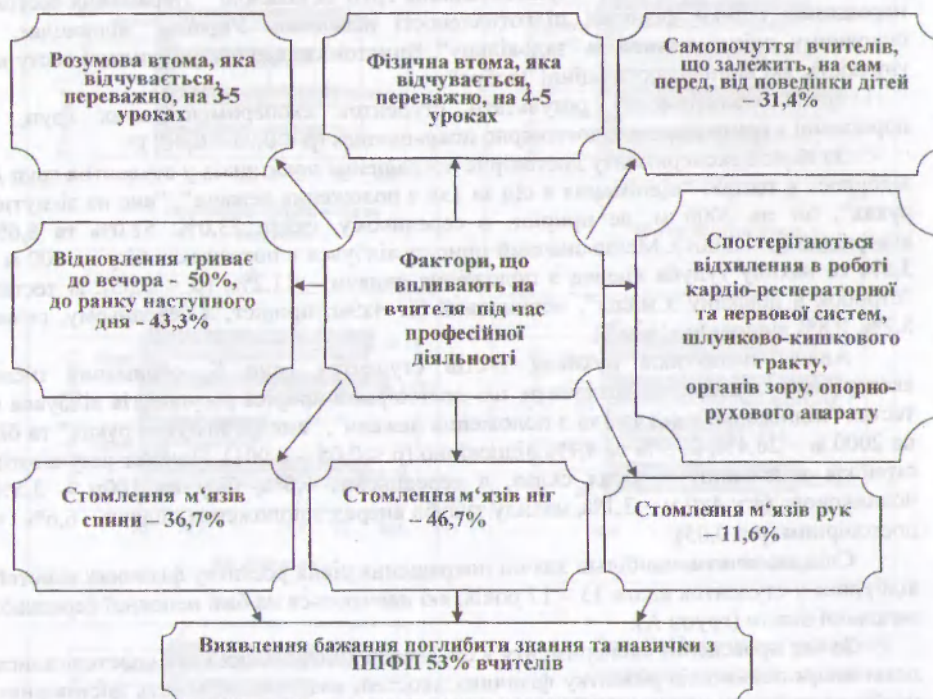 Розумова втома, яка
відчувається,
переважно, на 3-5
уроках
Фізична втома, яка
відчувається,
переважно, на 4-5
уроках
Самопочуття вчителів,
що залежить, на сам
перед, від поведінки дітей
– 31,4%
Відновлення триває
до вечора – 50%,
до ранку наступного
дня – 43,3%
Фактори, що
впливають на
вчителя під час
професійної
діяльності
Спостерігаються
відхилення в роботі
кардіо-респераторної
та нервової систем,
шлунково-кишкового
тракту,
органів зору, опорно-
рухового апарату
Стомлення м‘язів
спини – 36,7%
Стомлення м‘язів ніг
– 46,7%
Стомлення м‘язів рук
– 11,6%
Виявлення бажання поглибити знання та навички з
ППФП 53% вчителів